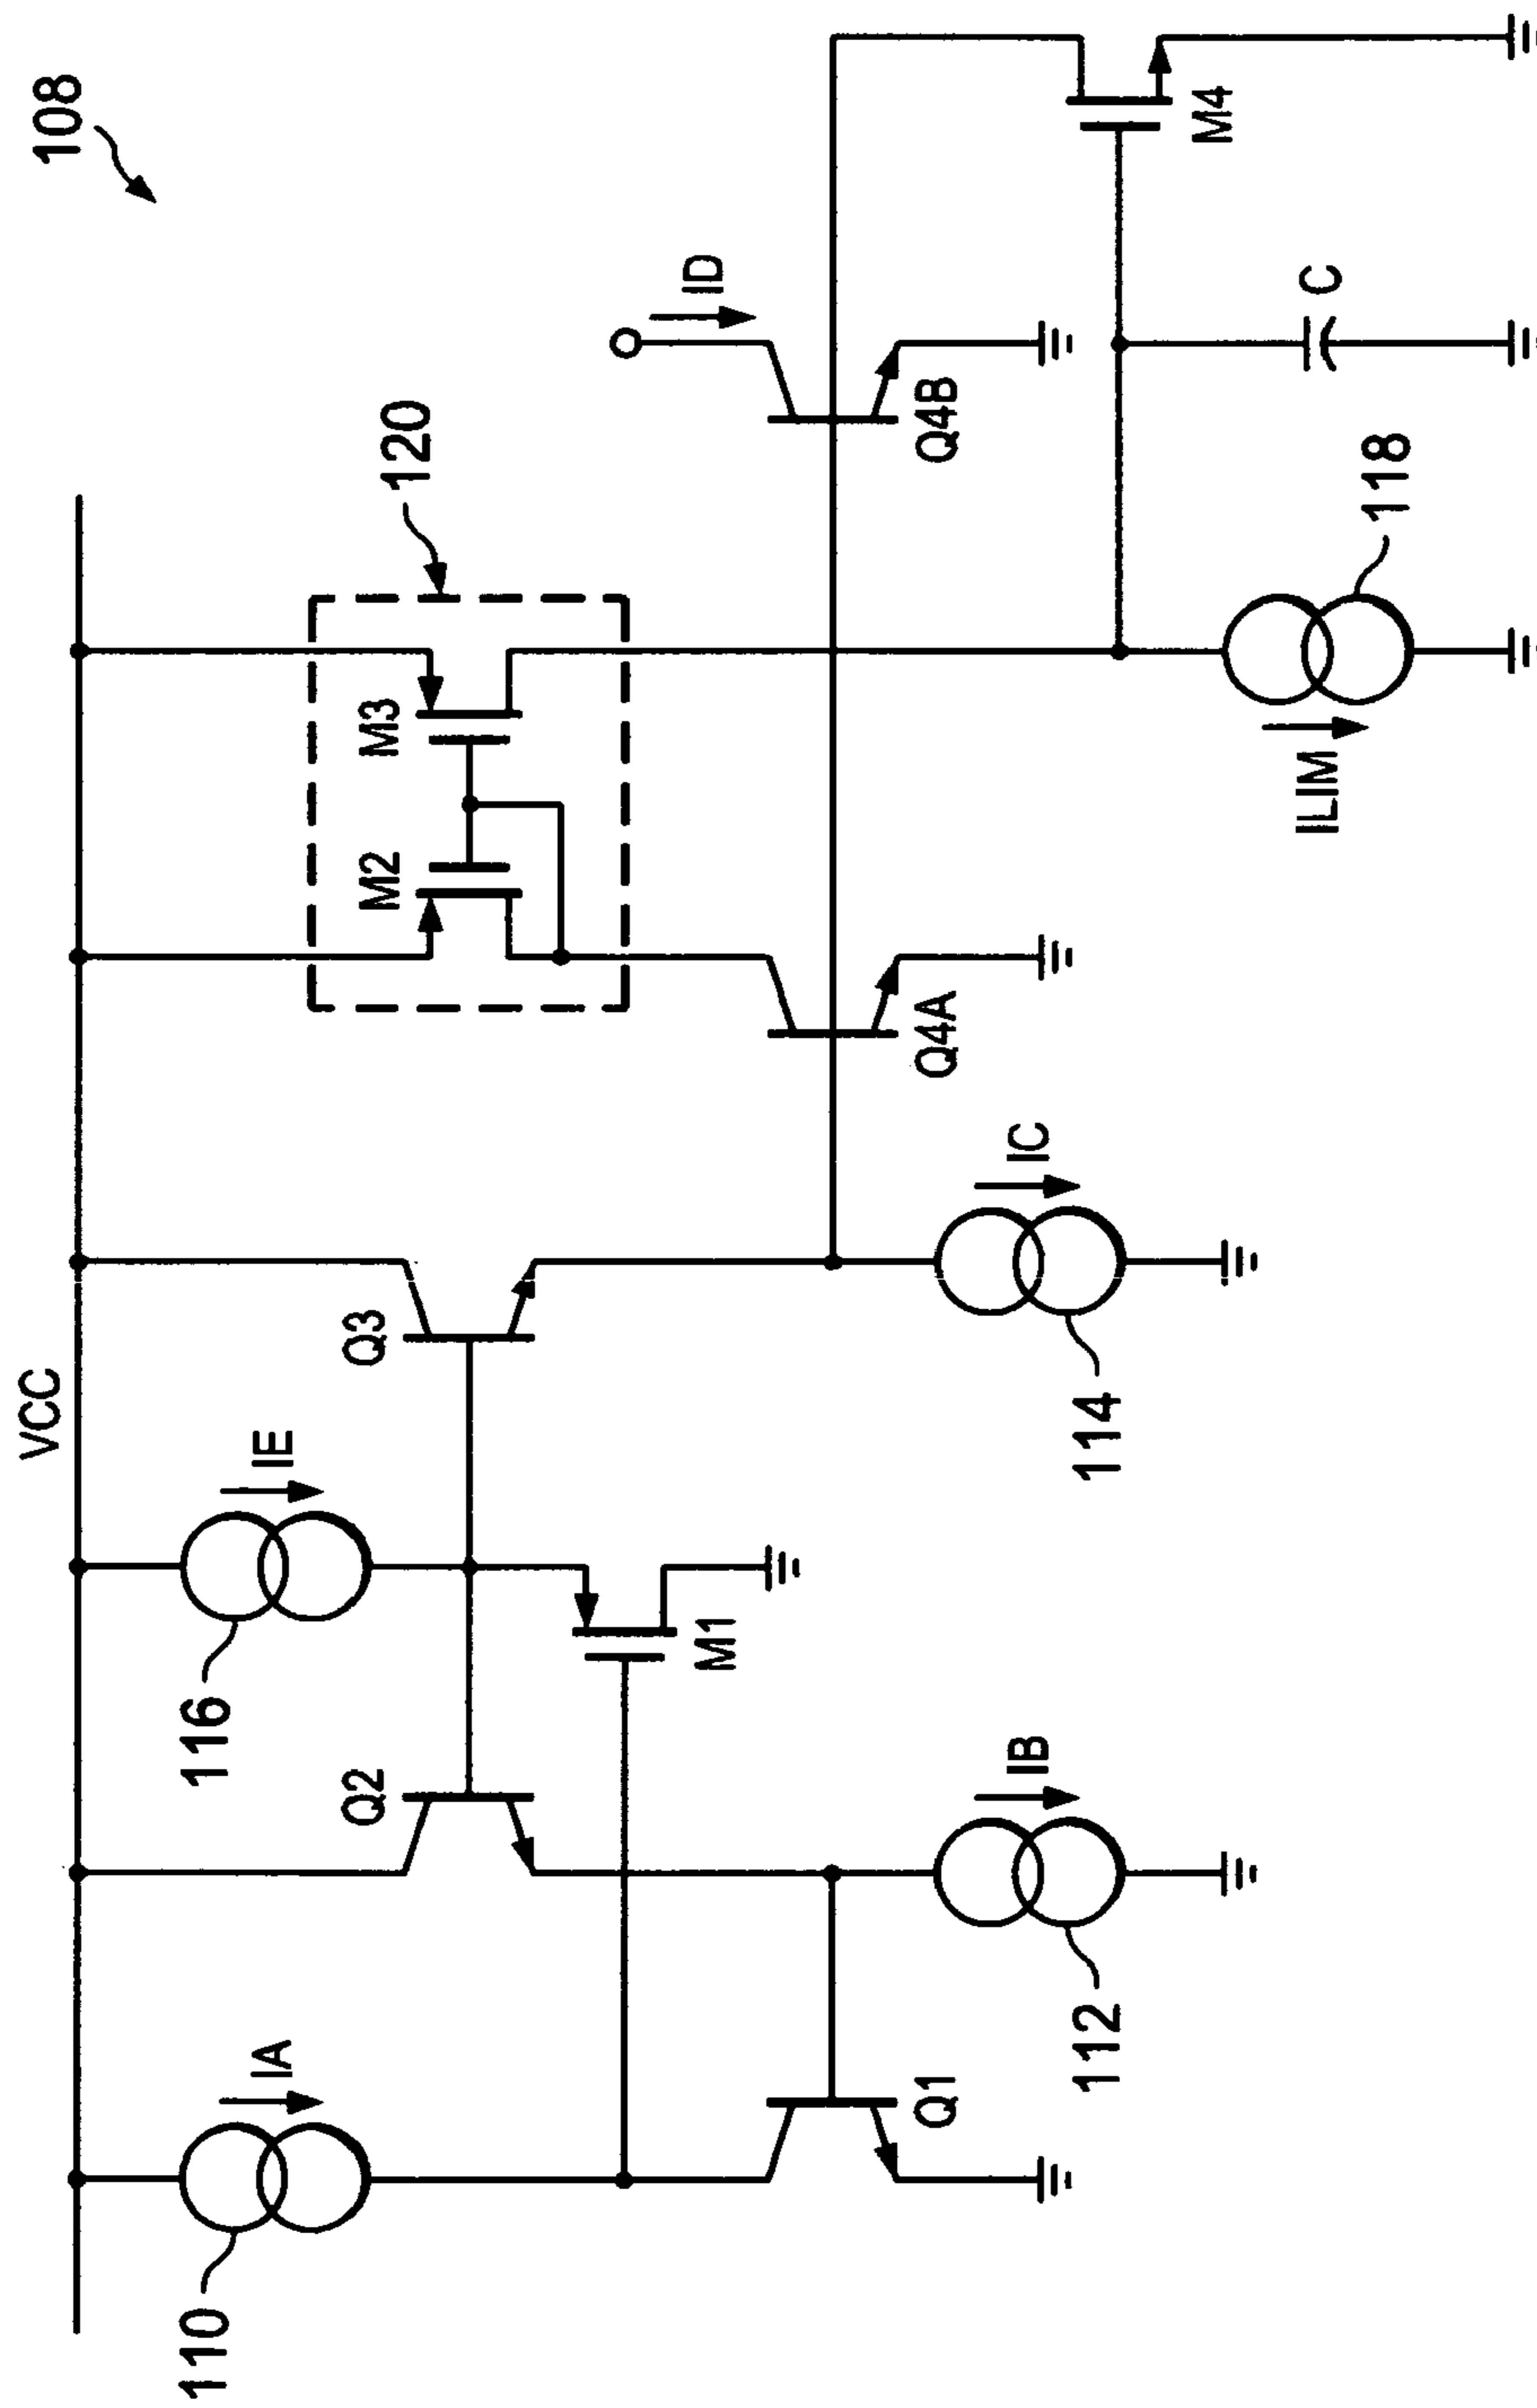 108
VCC
110
IA
116
IE
120
Q2
Q3
M2
M3
ID
M1
Q1
Q4A
Q4B
112
IB
114
IC
ILIM
118
C
M4